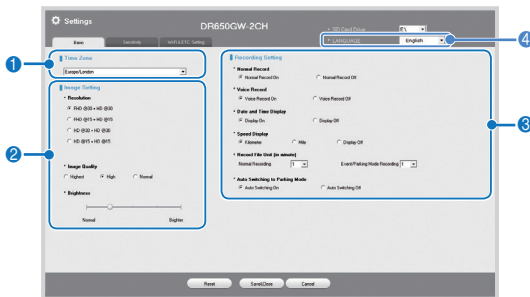 Settings
DR650GW-2CH
SD Card Drive E:\
LANGUAGE English
Basic Sensitivity WiFi & ETC. Setting
1
Time Zone
Europe/London
2
Image Setting
* Resolution
FHD @30 + HD @30
FHD @15 + HD @15
HD @30 + HD @30
HD @15 + HD @15
* Image Quality
Highest High Normal
* Brightness
Normal Brighter
3
Recording Setting
* Normal Record
Normal Record On Normal Record Off
* Voice Record
Voice Record On Voice Record Off
* Date and Time Display
Display On Display Off
* Speed Display
Kilometer Mile Display Off
* Record File Unit (in minute)
Normal Recording 1 Event/Parking Mode Recording 1
* Auto Switching to Parking Mode
Auto Switching On Auto Switching Off
4
Reset Save&Close Cancel